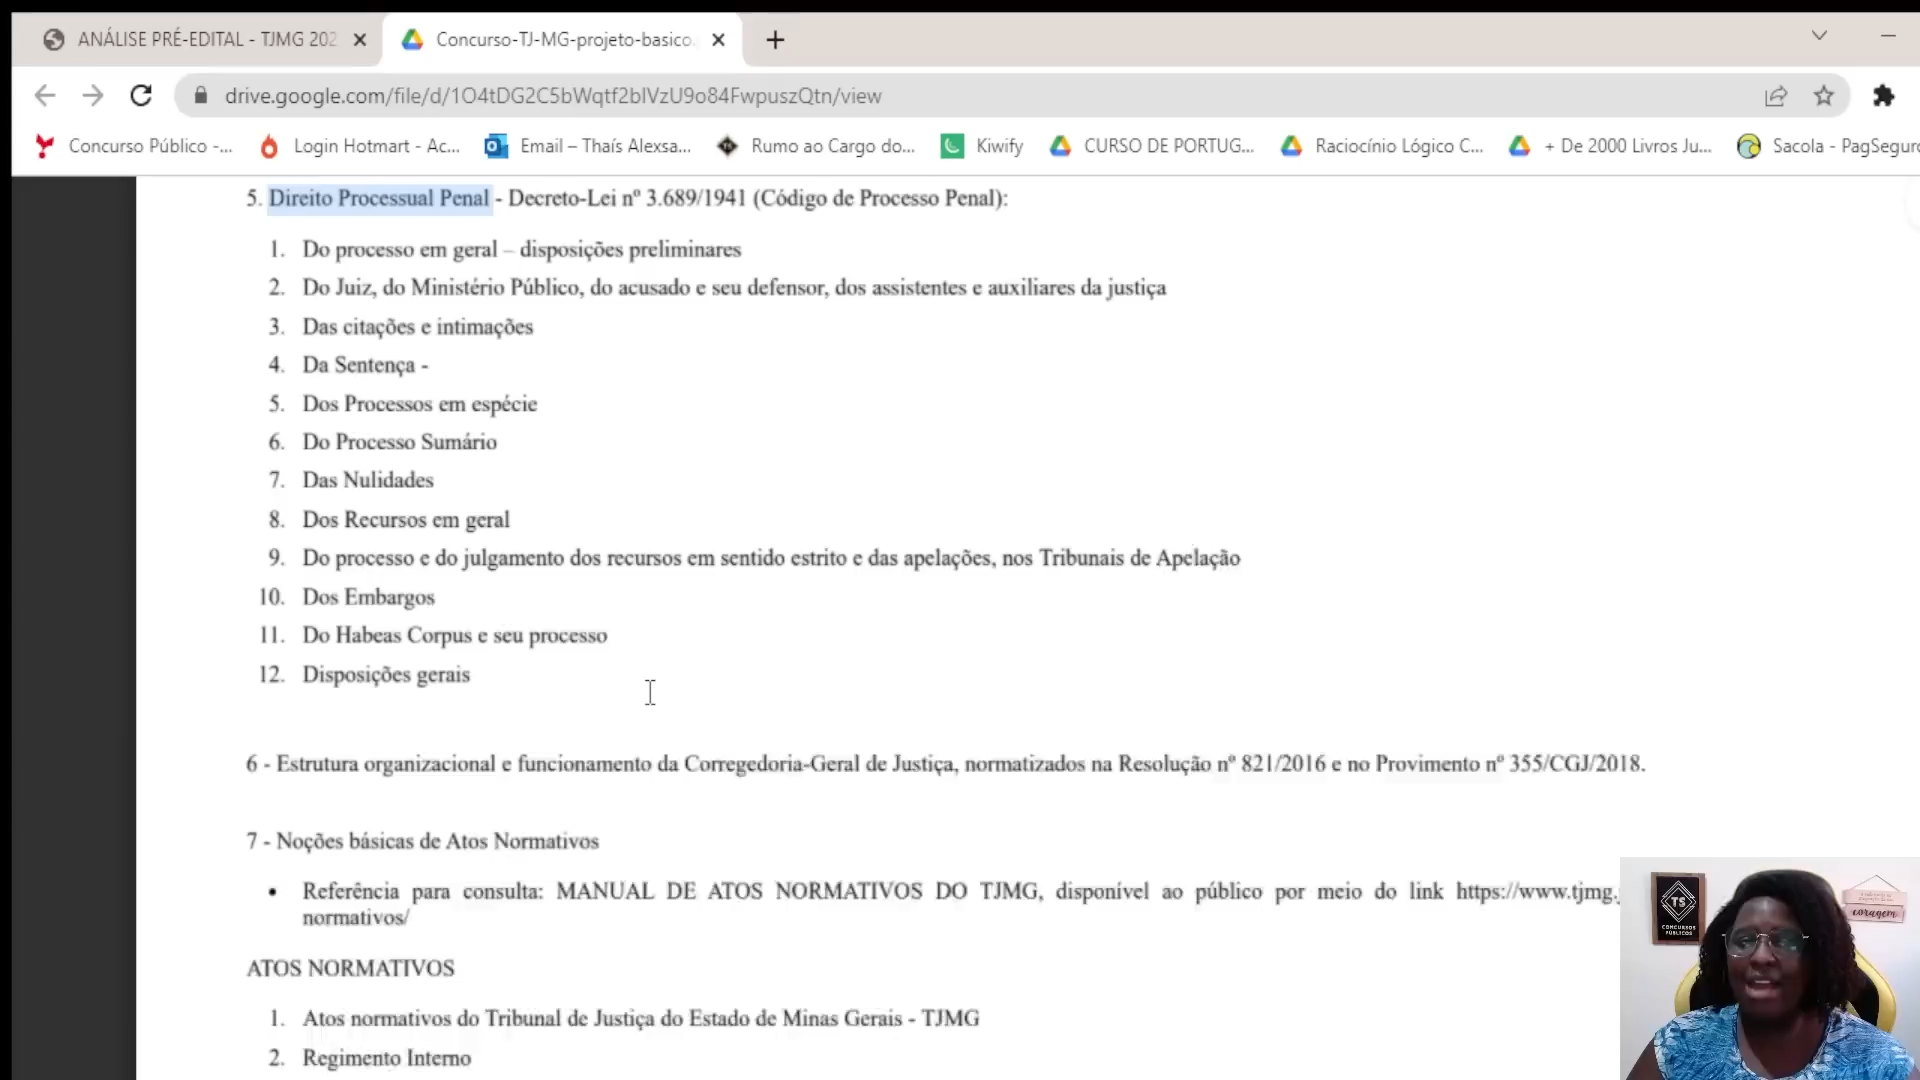 ANÁLISE PRÉ-EDITAL - TJMG 202
Concurso-TJ-MG-projeto-basico.
drive.google.com/file/d/1O4tDG2C5bWqtf2blVzU9o84FwpuszQtn/view
Concurso Público -... Login Hotmart - Ac... Email – Thaís Alexsa... Rumo ao Cargo do... Kiwify CURSO DE PORTUG... Raciocínio Lógico C... + De 2000 Livros Ju... Sacola - PagSeguro
5. Direito Processual Penal - Decreto-Lei nº 3.689/1941 (Código de Processo Penal):
1. Do processo em geral – disposições preliminares
2. Do Juiz, do Ministério Público, do acusado e seu defensor, dos assistentes e auxiliares da justiça
3. Das citações e intimações
4. Da Sentença -
5. Dos Processos em espécie
6. Do Processo Sumário
7. Das Nulidades
8. Dos Recursos em geral
9. Do processo e do julgamento dos recursos em sentido estrito e das apelações, nos Tribunais de Apelação
10. Dos Embargos
11. Do Habeas Corpus e seu processo
12. Disposições gerais
6 - Estrutura organizacional e funcionamento da Corregedoria-Geral de Justiça, normatizados na Resolução nº 821/2016 e no Provimento nº 355/CGJ/2018.
7 - Noções básicas de Atos Normativos
• Referência para consulta: MANUAL DE ATOS NORMATIVOS DO TJMG, disponível ao público por meio do link https://www.tjmg.
normativos/
ATOS NORMATIVOS
1. Atos normativos do Tribunal de Justiça do Estado de Minas Gerais - TJMG
2. Regimento Interno
TS
CONCURSOS
PÚBLICOS
coragem